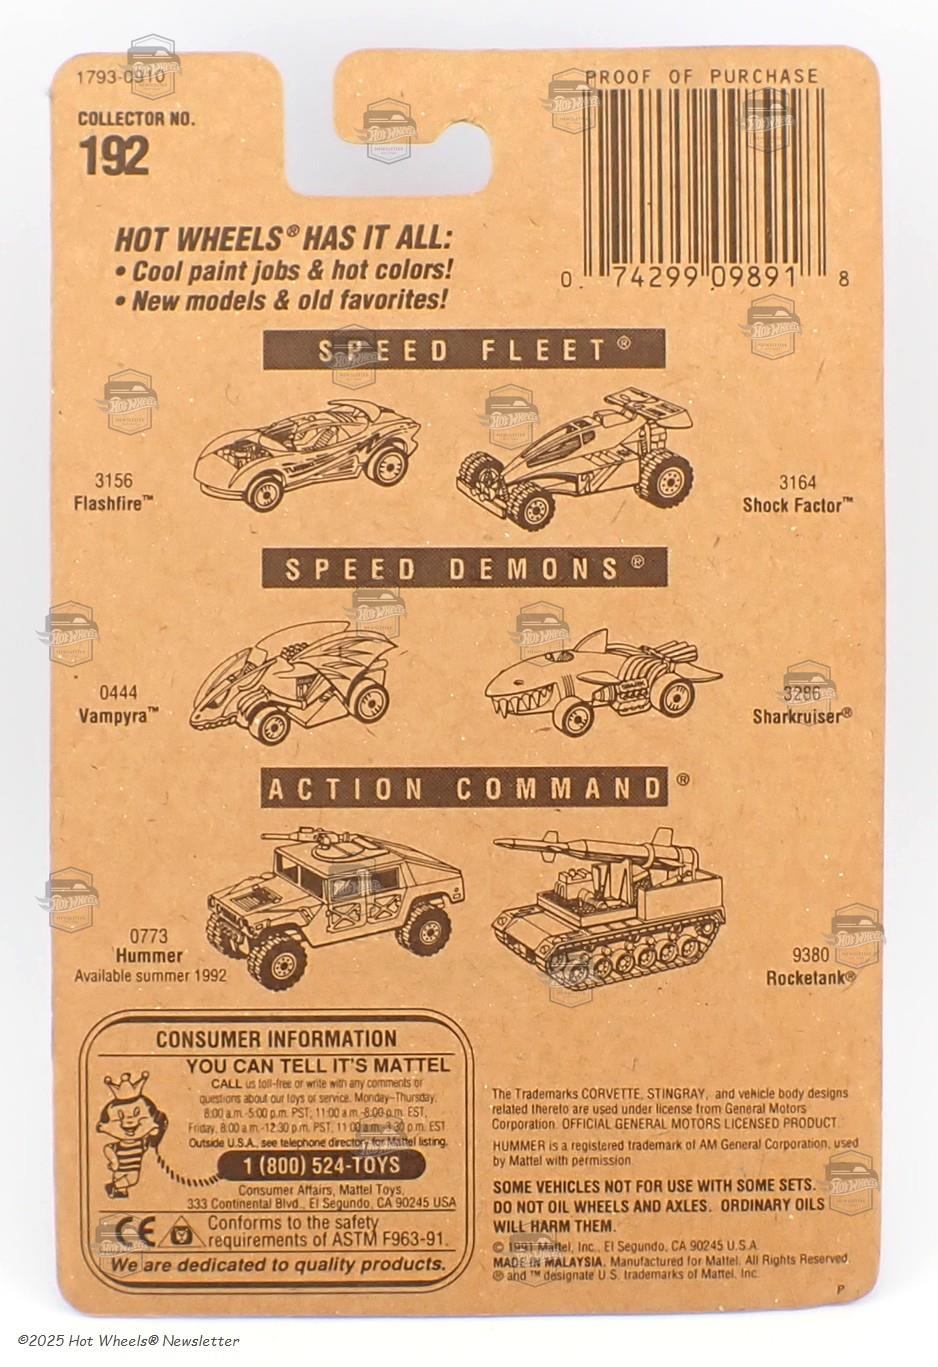 1793-0910
COLLECTOR NO.
192
PROOF OF PURCHASE
0 74299 09891 8
HOT WHEELS® HAS IT ALL:
• Cool paint jobs & hot colors!
• New models & old favorites!
SPEED FLEET®
3156
Flashfire™
3164
Shock Factor™
SPEED DEMONS®
0444
Vampyra™
3286
Sharkruiser®
ACTION COMMAND®
0773
Hummer
Available summer 1992
9380
Rocketank®
CONSUMER INFORMATION
YOU CAN TELL IT'S MATTEL
CALL us toll-free or write with any comments or
questions about our toys or service. Monday-Thursday,
8:00 a.m.-5:00 p.m. PST, 11:00 a.m.-8:00 p.m. EST,
Friday, 8:00 a.m.-12:30 p.m. PST, 11:00 a.m.-3:30 p.m. EST
Outside U.S.A., see telephone directory for Mattel listing.
1 (800) 524-TOYS
Consumer Affairs, Mattel Toys,
333 Continental Blvd., El Segundo, CA 90245 USA
CE Conforms to the safety
requirements of ASTM F963-91.
We are dedicated to quality products.
The Trademarks CORVETTE, STINGRAY, and vehicle body designs
related thereto are used under license from General Motors
Corporation. OFFICIAL GENERAL MOTORS LICENSED PRODUCT.
HUMMER is a registered trademark of AM General Corporation, used
by Mattel with permission.
SOME VEHICLES NOT FOR USE WITH SOME SETS.
DO NOT OIL WHEELS AND AXLES. ORDINARY OILS
WILL HARM THEM.
© 1991 Mattel, Inc., El Segundo, CA 90245 U.S.A.
MADE IN MALAYSIA. Manufactured for Mattel. All Rights Reserved.
® and ™ designate U.S. trademarks of Mattel, Inc.
P
©2025 Hot Wheels® Newsletter